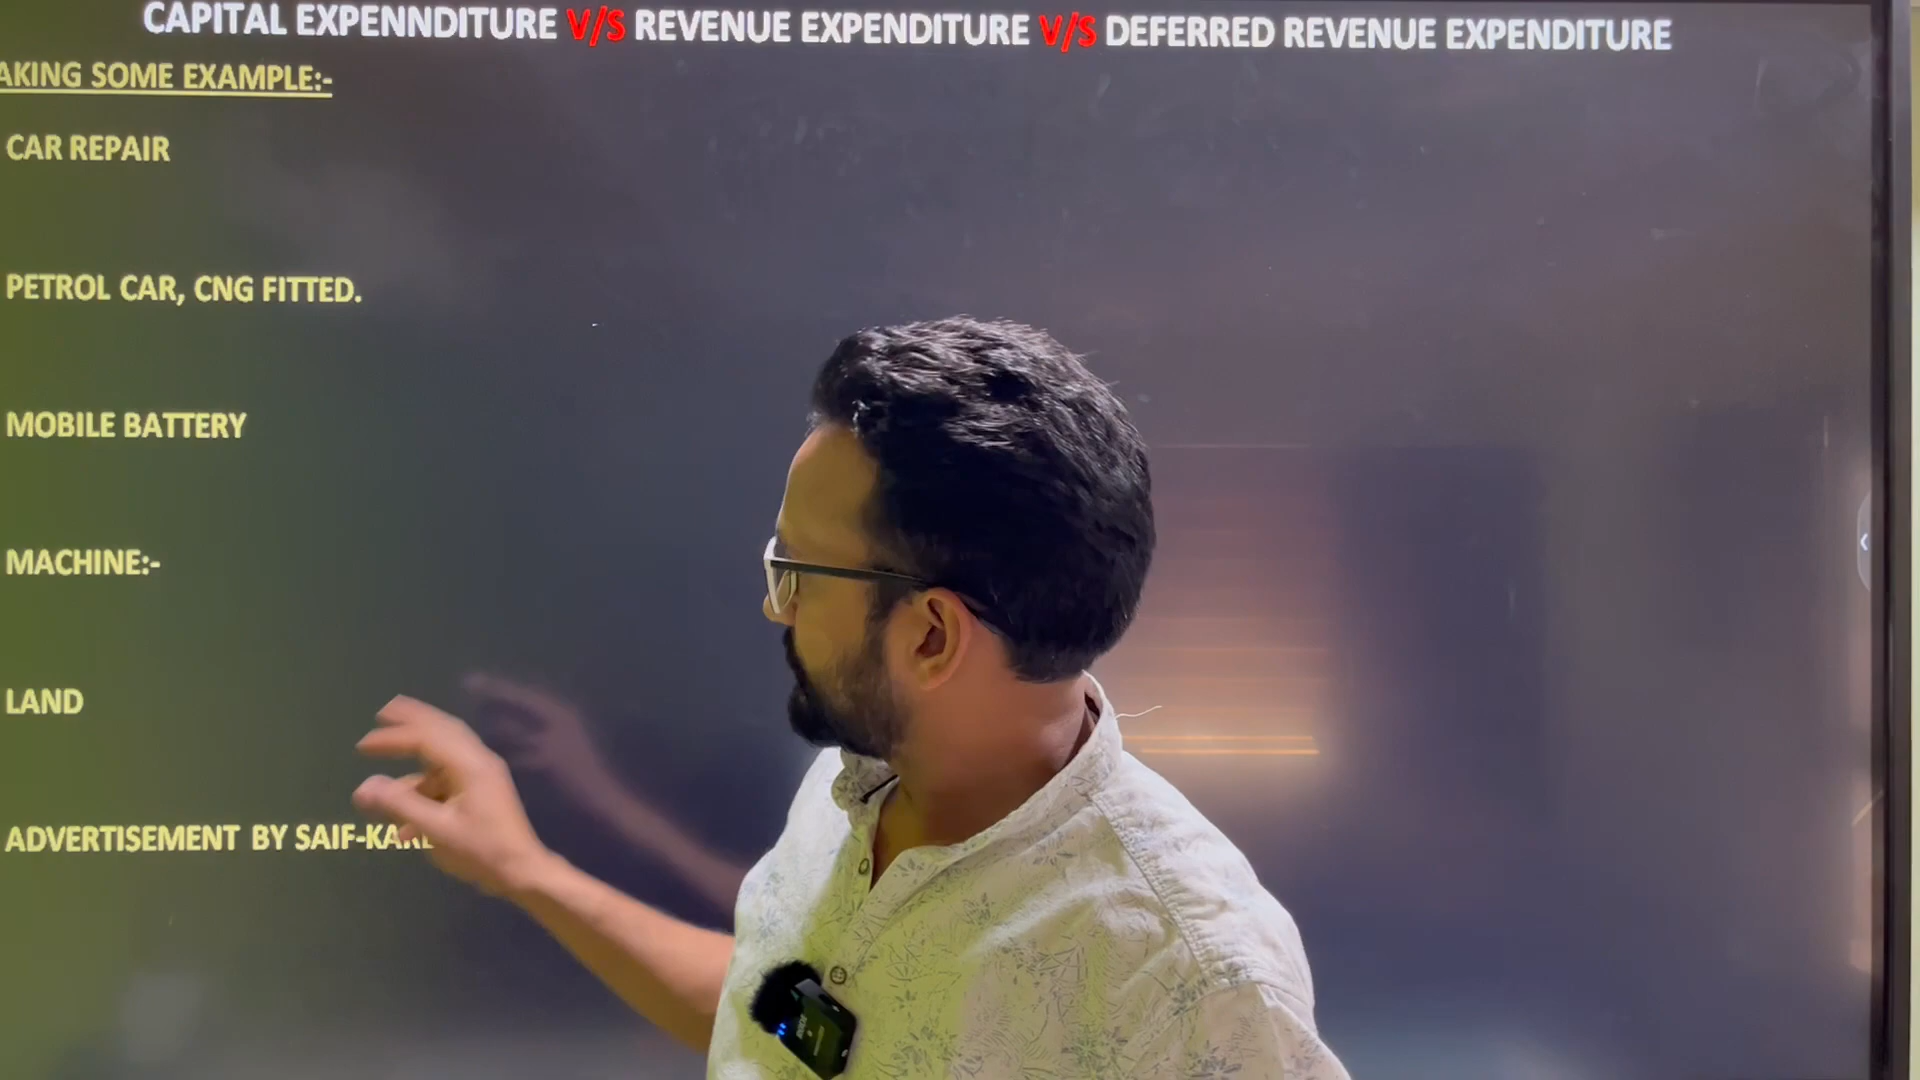 CAPITAL EXPENNDITURE V/S REVENUE EXPENDITURE V/S DEFERRED REVENUE EXPENDITURE
AKING SOME EXAMPLE:-
CAR REPAIR
PETROL CAR, CNG FITTED.
MOBILE BATTERY
MACHINE:-
LAND
ADVERTISEMENT BY SAIF-